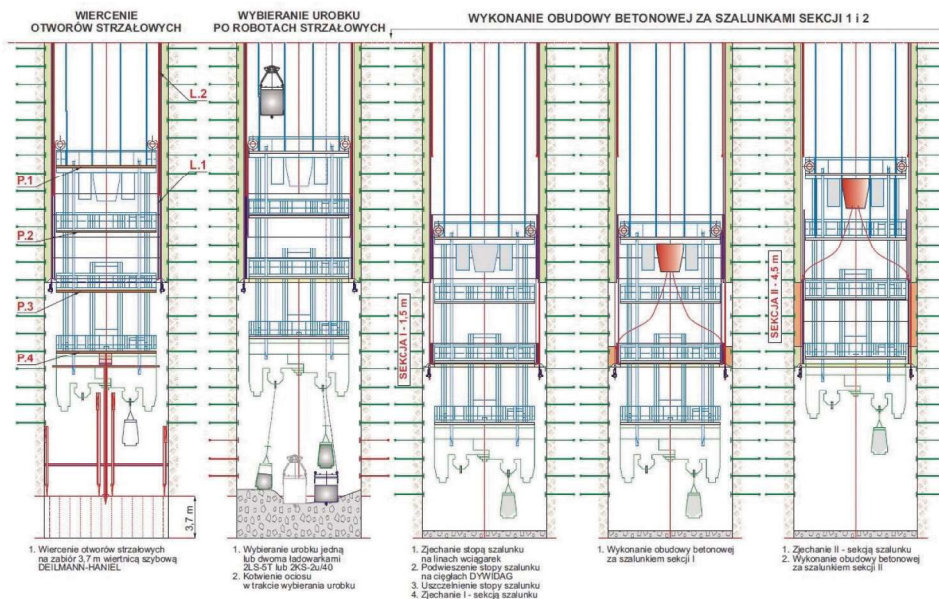 WIERCENIE
OTWORÓW STRZAŁOWYCH
WYBIERANIE UROBKU
PO ROBOTACH STRZAŁOWYCH
WYKONANIE OBUDOWY BETONOWEJ ZA SZALUNKAMI SEKCJI 1 i 2
L.2
P.1
L.1
P.2
P.3
P.4
3,7 m
SEKCJA I - 1,5 m
SEKCJA II - 4,5 m
1. Wiercenie otworów strzałowych
na zabiór 3,7 m wiertnicą szybową
DEILMANN-HANIEL
1. Wybieranie urobku jedną
lub dwoma ładowarkami
2LS-5T lub 2KS-2u/40
2. Kotwienie ociosu
w trakcie wybierania urobku
1. Zjechanie stopą szalunku
na linach wciągarek
2. Podwieszenie stopy szalunku
na cięgłach DYWIDAG
3. Uszczelnienie stopy szalunku
4. Zjechanie I - sekcją szalunku
1. Wykonanie obudowy betonowej
za szalunkiem sekcji I
1. Zjechanie II - sekcją szalunku
2. Wykonanie obudowy betonowej
za szalunkiem sekcji II